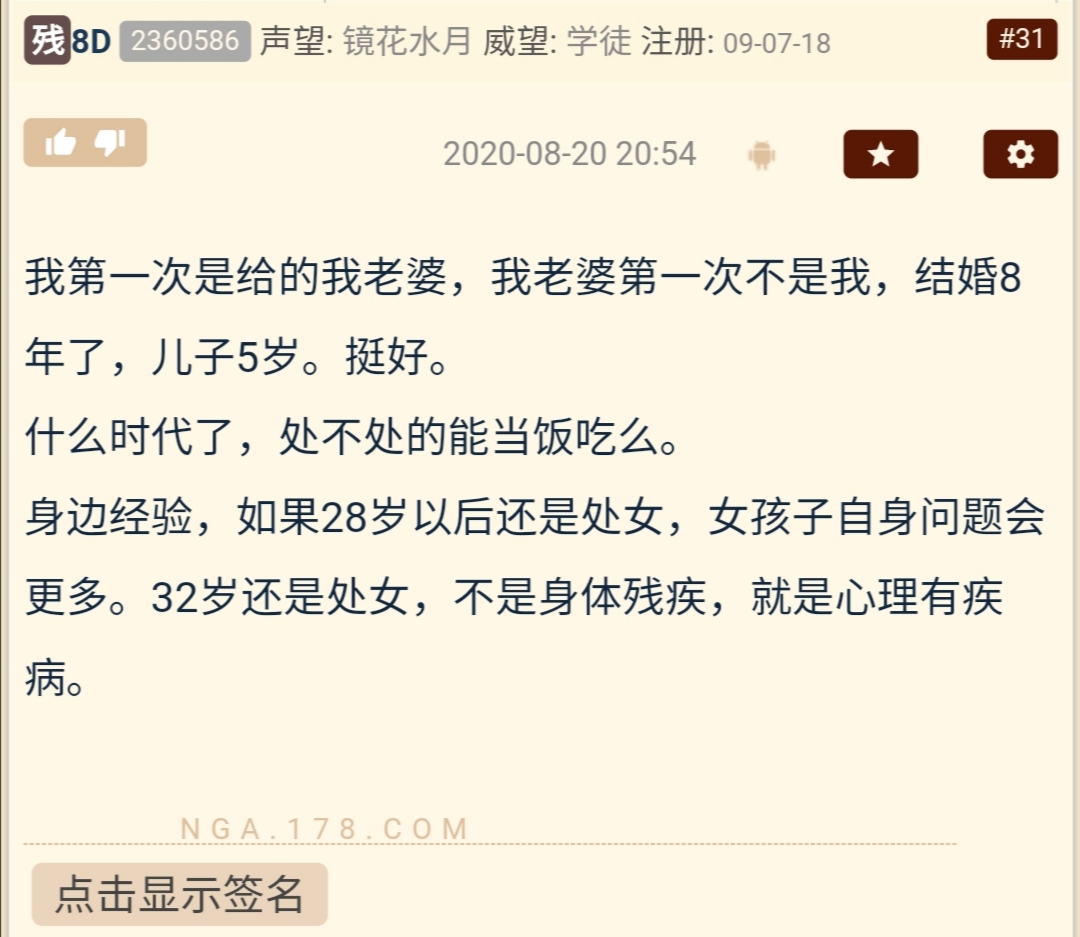 残8D 2360586 声望: 镜花水月 威望: 学徒 注册: 09-07-18 #31
2020-08-20 20:54
我第一次是给的我老婆，我老婆第一次不是我，结婚8
年了，儿子5岁。挺好。
什么时代了，处不处的能当饭吃么。
身边经验，如果28岁以后还是处女，女孩子自身问题会
更多。32岁还是处女，不是身体残疾，就是心理有疾
病。
NGA.178.COM
点击显示签名